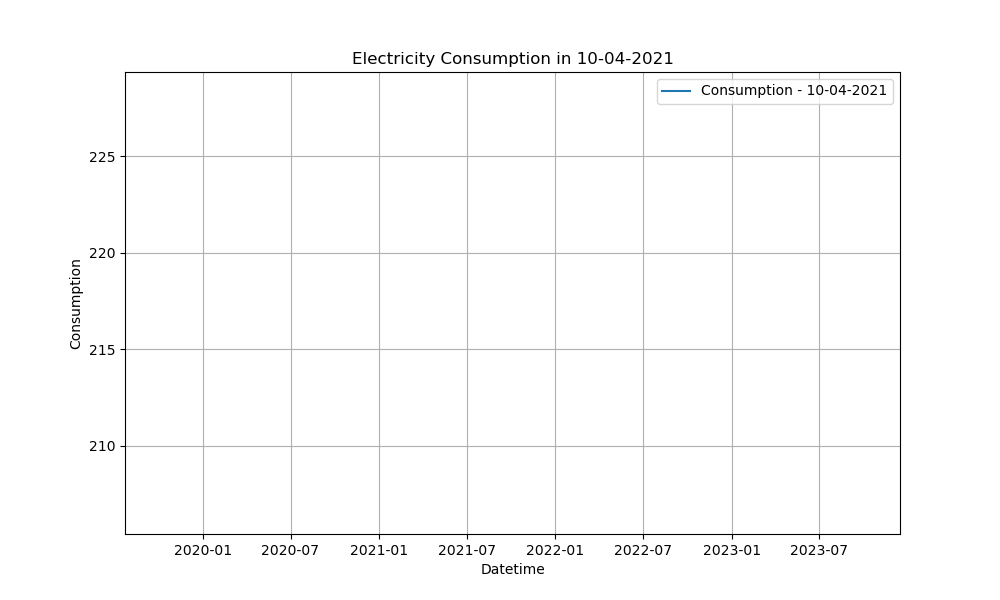 Electricity Consumption in 10-04-2021
Consumption - 10-04-2021
225
220
215
210
Consumption
2020-01 2020-07 2021-01 2021-07 2022-01 2022-07 2023-01 2023-07
Datetime